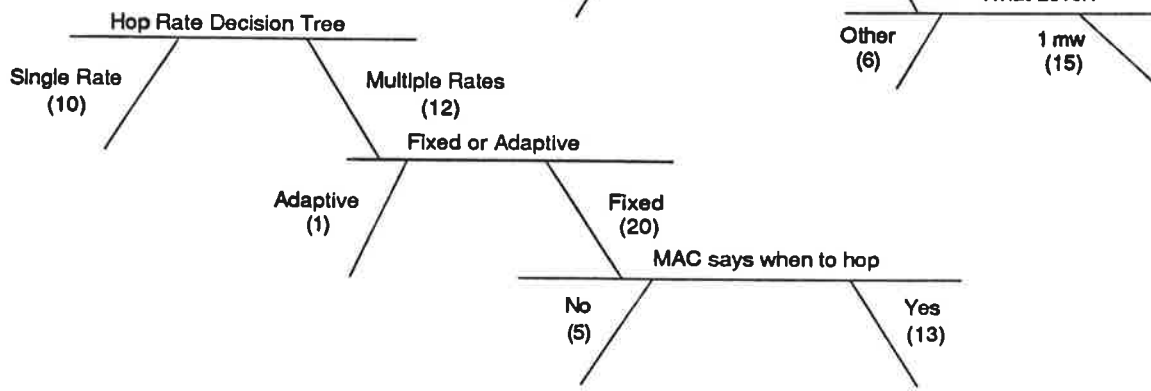 Hop Rate Decision Tree
Single Rate
(10)
Multiple Rates
(12)
Fixed or Adaptive
Adaptive
(1)
Fixed
(20)
MAC says when to hop
No
(5)
Yes
(13)
Other
(6)
1 mw
(15)